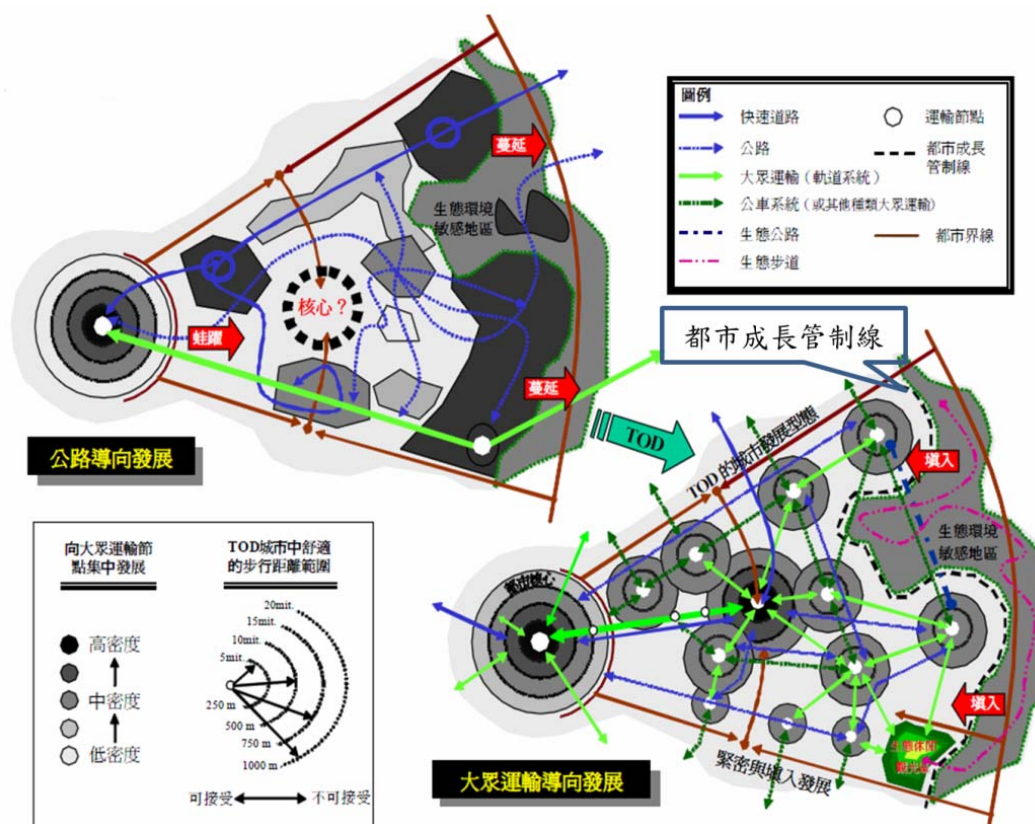 蔓延
生態環境
敏感地區
核心？
蛙躍
蔓延
公路導向發展
圖例
快速道路
公路
大眾運輸（軌道系統）
公車系統（或其他種類大眾運輸）
生態公路
生態步道
運輸節點
都市成長
管制線
都市界線
都市成長管制線
TOD
TOD 的城市發展型態
填入
生態環境
敏感地區
都市核心
填入
生態休閒
觀光區
緊密與填入發展
大眾運輸導向發展
向大眾運輸節
點集中發展
高密度
中密度
低密度
TOD城市中舒適
的步行距離範圍
20mit.
15mit.
10mit.
5mit.
250 m
500 m
750 m
1000 m
可接受
不可接受